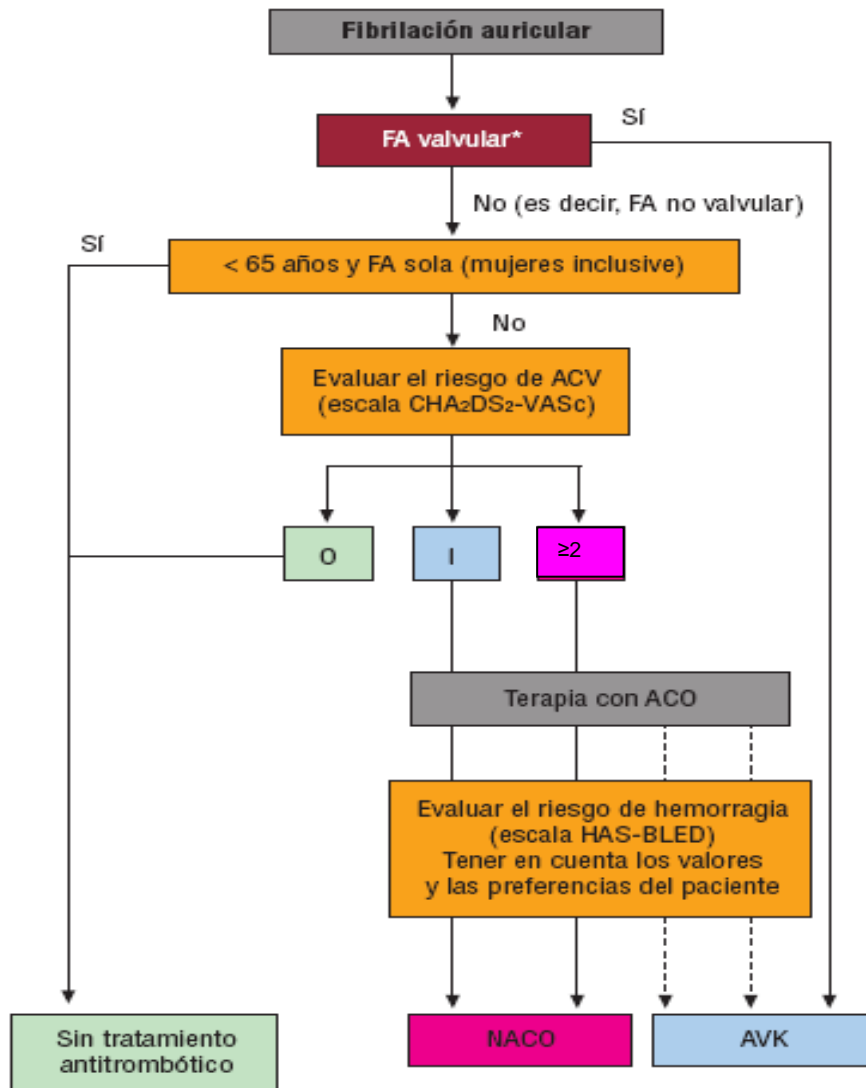 Fibrilación auricular
Sí
FA valvular*
No (es decir, FA no valvular)
Sí
< 65 años y FA sola (mujeres inclusive)
No
Evaluar el riesgo de ACV
(escala CHA₂DS₂-VASc)
O
I
≥2
Terapia con ACO
Evaluar el riesgo de hemorragia
(escala HAS-BLED)
Tener en cuenta los valores
y las preferencias del paciente
Sin tratamiento
antitrombótico
NACO
AVK